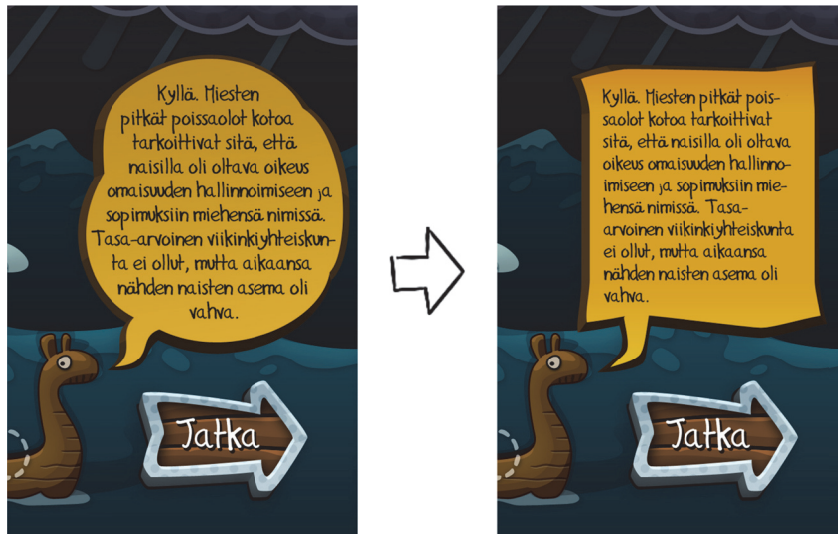 Kyllä. Miesten
pitkät poissaolot kotoa
tarkoittivat sitä, että
naisilla oli oltava oikeus
omaisuuden hallinnoimiseen ja
sopimuksiin miehensä nimissä.
Tasa-arvoinen viikinkiyhteiskun-
ta ei ollut, mutta aikaansa
nähden naisten asema oli
vahva.
Jatka
Kyllä. Miesten pitkät pois-
saolot kotoa tarkoittivat
sitä, että naisilla oli oltava
oikeus omaisuuden hallinno-
imiseen ja sopimuksiin mie-
hensä nimissä. Tasa-
arvoinen viikinkiyhteiskunta
ei ollut, mutta aikaansa
nähden naisten asema oli
vahva.
Jatka